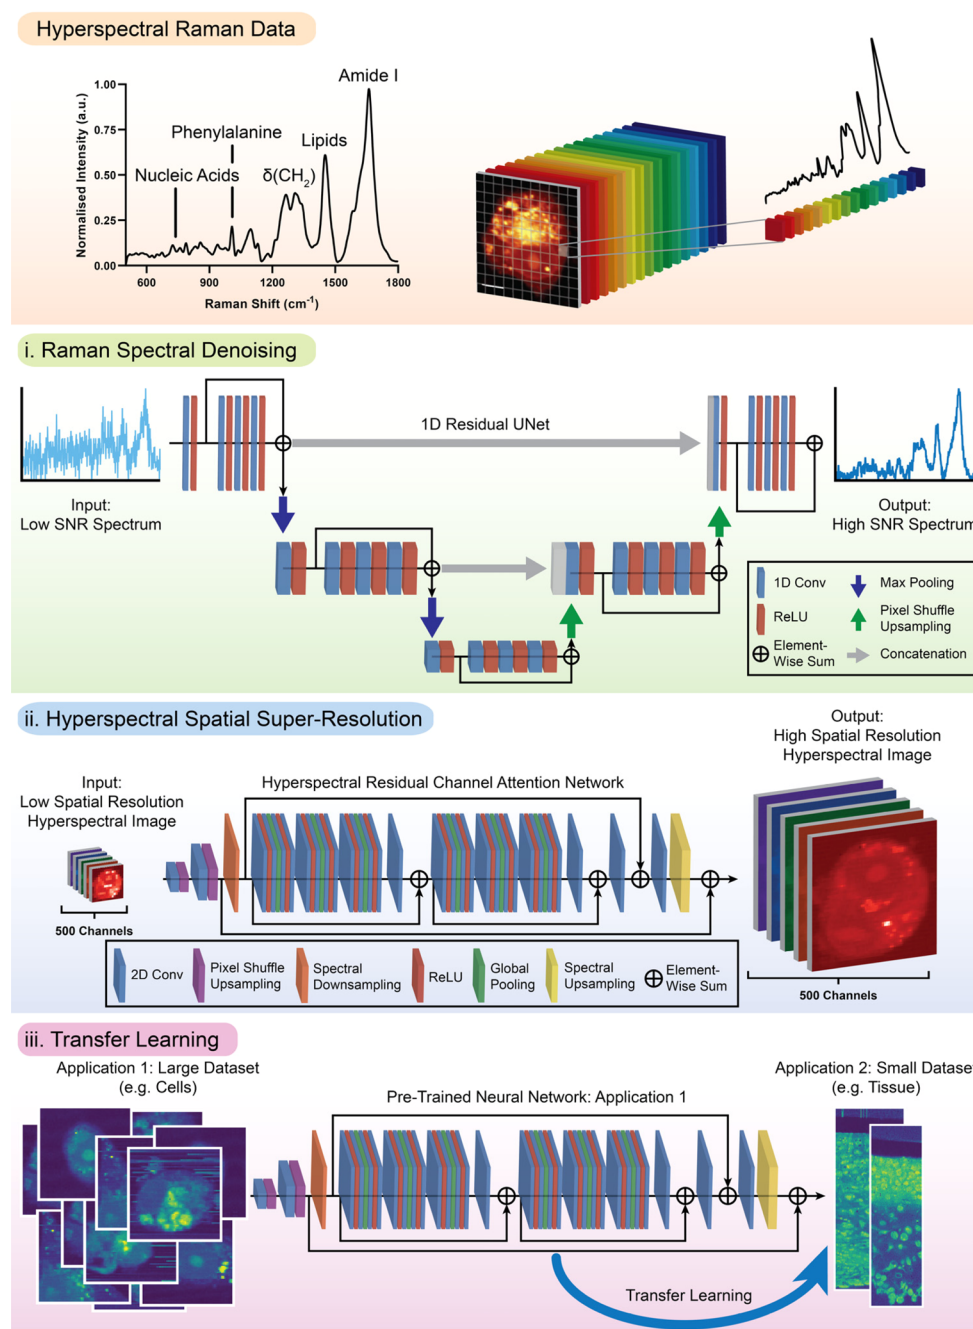 Hyperspectral Raman Data
Normalised Intensity (a.u.)
1.00
0.75
0.50
0.25
0.00
600
900
1200
1500
1800
Raman Shift (cm⁻¹)
Nucleic Acids
Phenylalanine
δ(CH₂)
Lipids
Amide I
i. Raman Spectral Denoising
1D Residual UNet
Input:
Low SNR Spectrum
Output:
High SNR Spectrum
1D Conv
Max Pooling
ReLU
Pixel Shuffle
Upsampling
Element-
Wise Sum
Concatenation
ii. Hyperspectral Spatial Super-Resolution
Input:
Low Spatial Resolution
Hyperspectral Image
500 Channels
Hyperspectral Residual Channel Attention Network
Output:
High Spatial Resolution
Hyperspectral Image
500 Channels
2D Conv
Pixel Shuffle
Upsampling
Spectral
Downsampling
ReLU
Global
Pooling
Spectral
Upsampling
Element-
Wise Sum
iii. Transfer Learning
Application 1: Large Dataset
(e.g. Cells)
Pre-Trained Neural Network: Application 1
Application 2: Small Dataset
(e.g. Tissue)
Transfer Learning